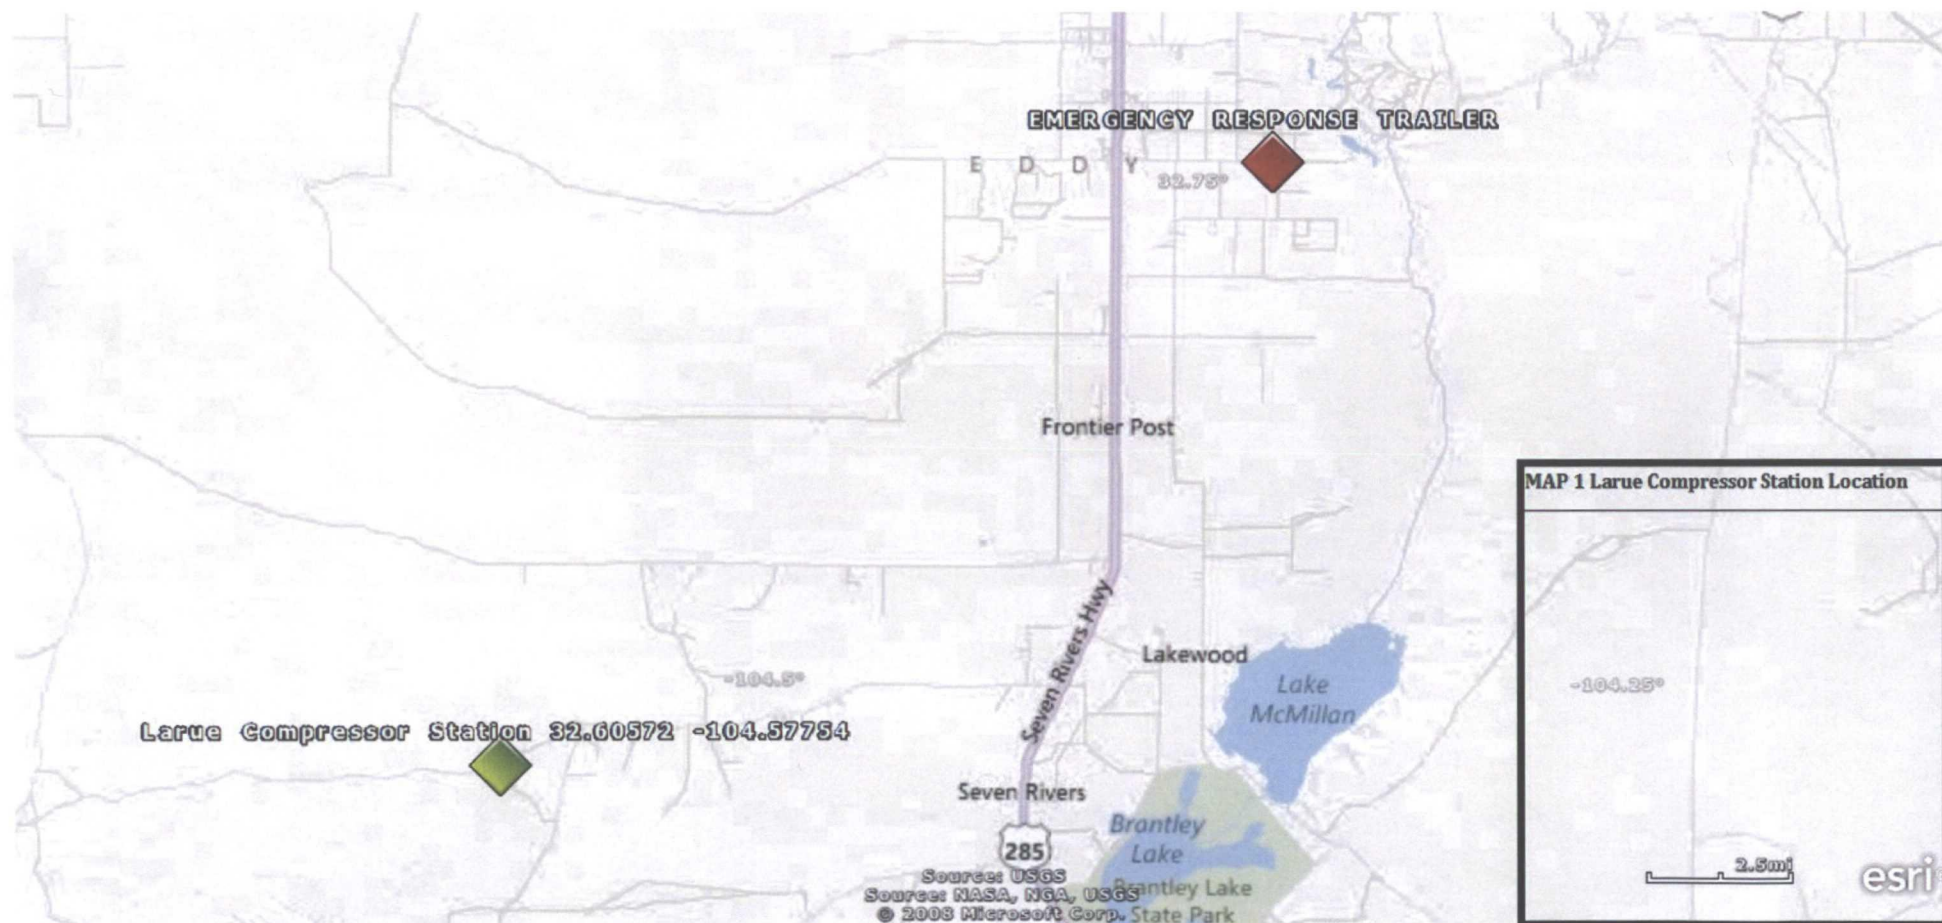 EMERGENCY RESPONSE TRAILER
E D D Y
32.75°
Frontier Post
MAP 1 Larue Compressor Station Location
Seven Rivers Hwy
Lakewood
-104.5°
Lake
McMillan
-104.25°
Larue Compressor Station 32.60572 -104.57754
Seven Rivers
Brantley
Lake
285
2.5mi
esri
Source: USGS
Source: NASA, NGA, USGS
Brantley Lake
© 2008 Microsoft Corp.
State Park